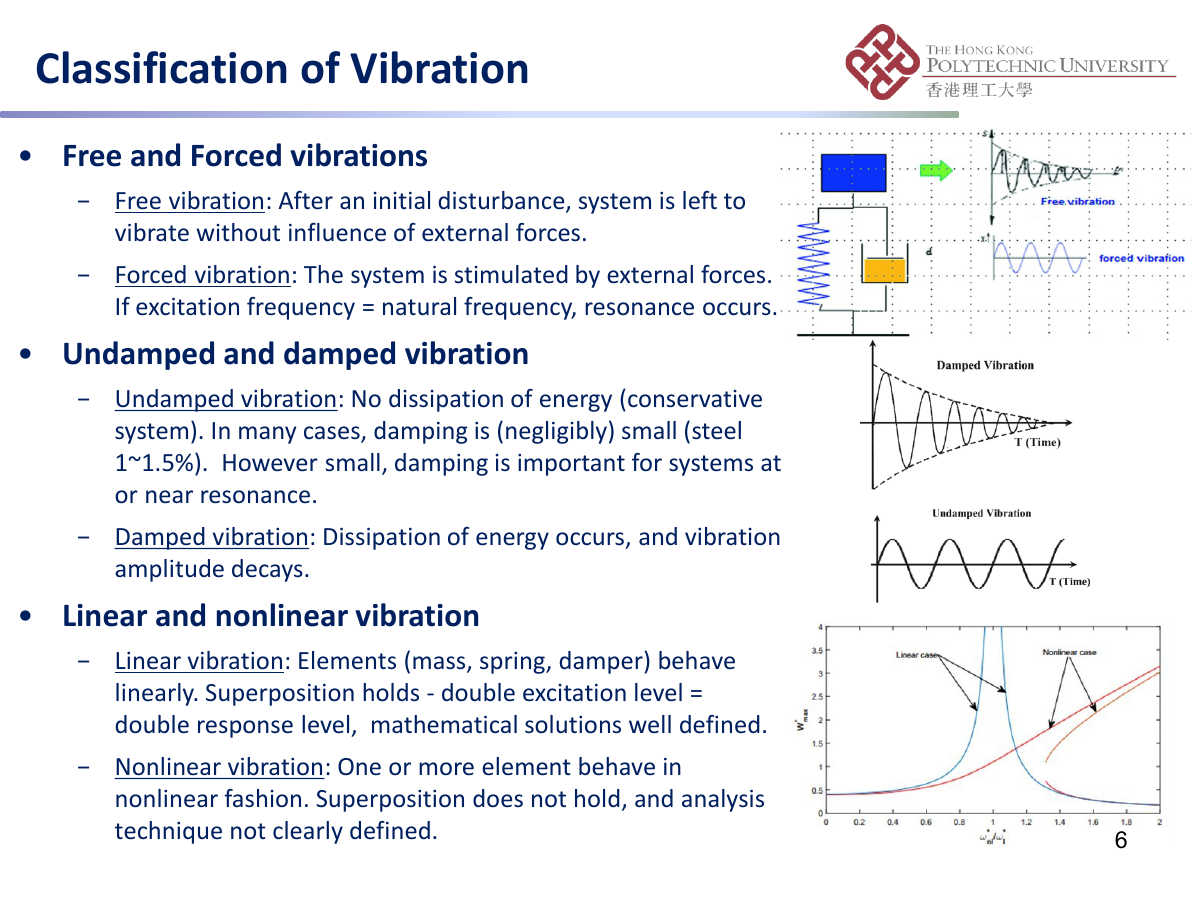 Classification of Vibration
THE HONG KONG
POLYTECHNIC UNIVERSITY
香港理工大學
• Free and Forced vibrations
− Free vibration: After an initial disturbance, system is left to
vibrate without influence of external forces.
− Forced vibration: The system is stimulated by external forces.
If excitation frequency = natural frequency, resonance occurs.
• Undamped and damped vibration
− Undamped vibration: No dissipation of energy (conservative
system). In many cases, damping is (negligibly) small (steel
1~1.5%).  However small, damping is important for systems at
or near resonance.
− Damped vibration: Dissipation of energy occurs, and vibration
amplitude decays.
• Linear and nonlinear vibration
− Linear vibration: Elements (mass, spring, damper) behave
linearly. Superposition holds - double excitation level =
double response level,  mathematical solutions well defined.
− Nonlinear vibration: One or more element behave in
nonlinear fashion. Superposition does not hold, and analysis
technique not clearly defined.
Free vibration
d
forced vibration
Damped Vibration
T (Time)
Undamped Vibration
T (Time)
Linear case
Nonlinear case
4
3.5
3
2.5
2
1.5
1
0.5
0
0 0.2 0.4 0.6 0.8 1 1.2 1.4 1.6 1.8 2
6